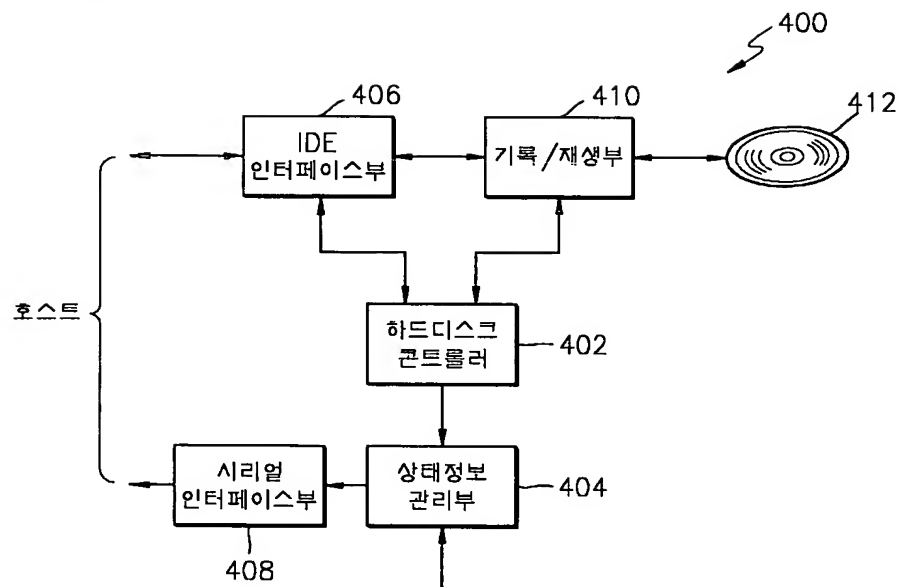 400
406
410
412
IDE
인터페이스부
기록/재생부
호스트
하드디스크
콘트롤러
402
시리얼
인터페이스부
상태정보
관리부
404
408